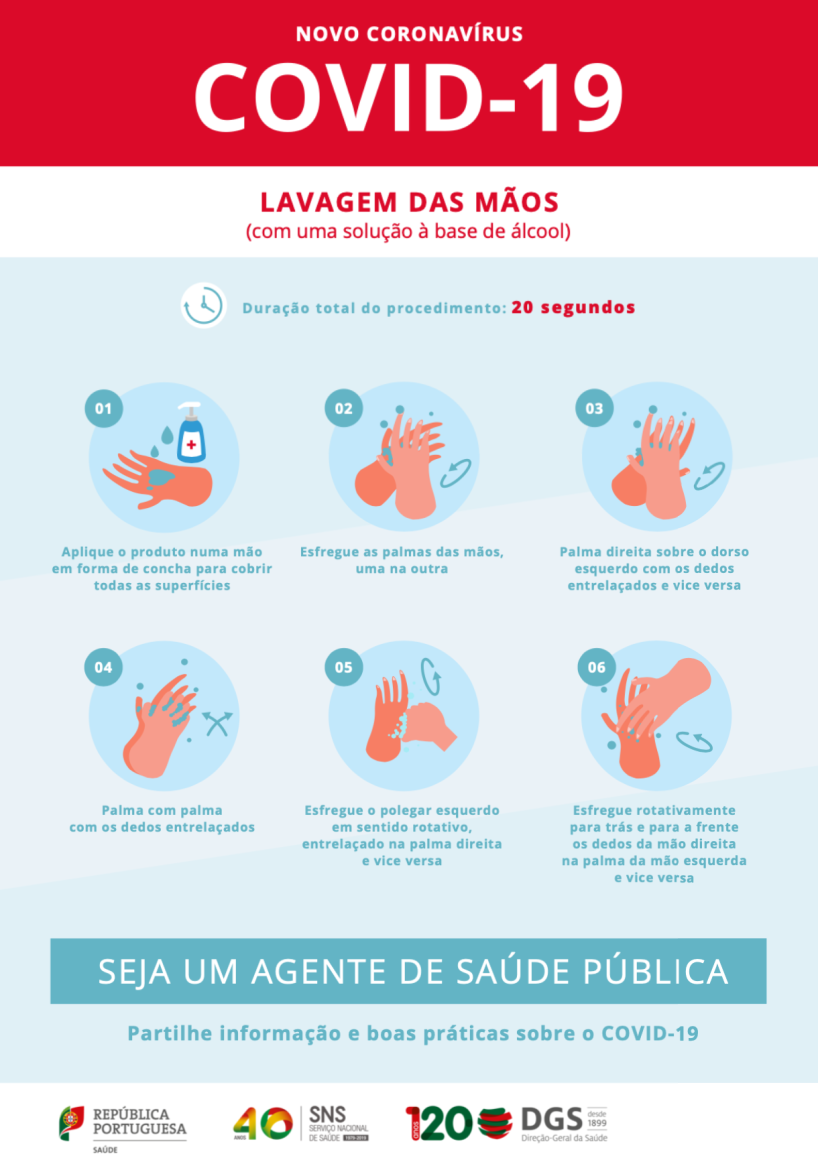 NOVO CORONAVÍRUS
COVID-19
LAVAGEM DAS MÃOS
(com uma solução à base de álcool)
Duração total do procedimento: 20 segundos
01
Aplique o produto numa mão
em forma de concha para cobrir
todas as superfícies
02
Esfregue as palmas das mãos,
uma na outra
03
Palma direita sobre o dorso
esquerdo com os dedos
entrelaçados e vice versa
04
Palma com palma
com os dedos entrelaçados
05
Esfregue o polegar esquerdo
em sentido rotativo,
entrelaçado na palma direita
e vice versa
06
Esfregue rotativamente
para trás e para a frente
os dedos da mão direita
na palma da mão esquerda
e vice versa
SEJA UM AGENTE DE SAÚDE PÚBLICA
Partilhe informação e boas práticas sobre o COVID-19
REPÚBLICA
PORTUGUESA
SAÚDE
40
ANOS
SNS
SERVIÇO NACIONAL
DE SAÚDE 1979-2019
120
anos
DGS
desde
1899
Direção-Geral da Saúde